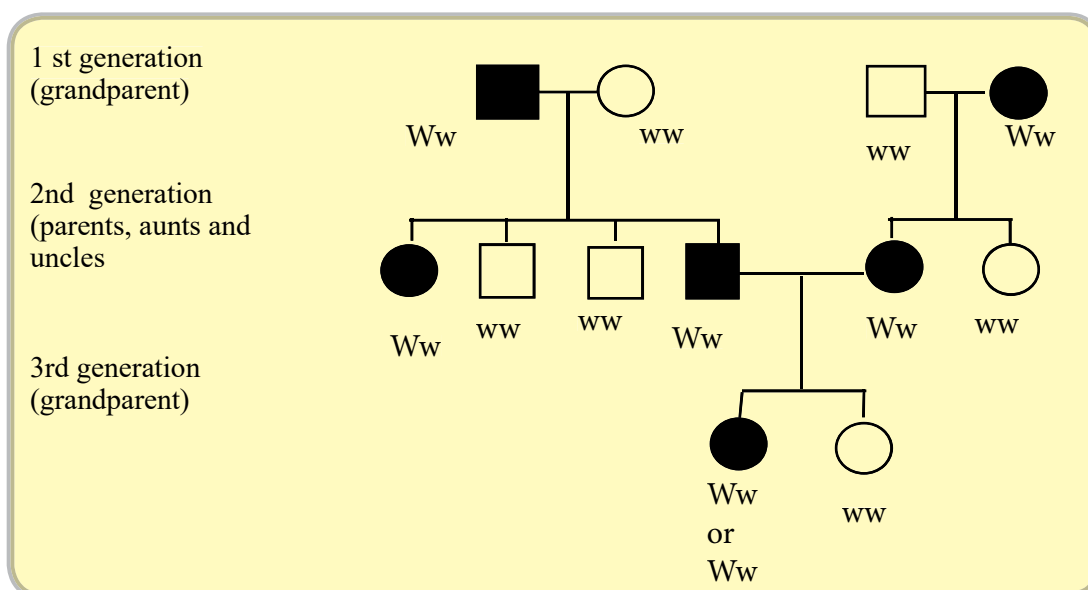 1 st generation
(grandparent)
Ww
ww
ww
Ww
2nd  generation
(parents, aunts and
uncles
Ww
ww
ww
Ww
Ww
ww
3rd generation
(grandparent)
Ww
or
Ww
ww